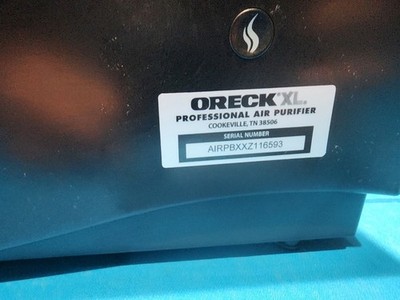 ORECK XL®
PROFESSIONAL AIR PURIFIER
COOKEVILLE, TN 38506
SERIAL NUMBER
AIRPBXXZ116593